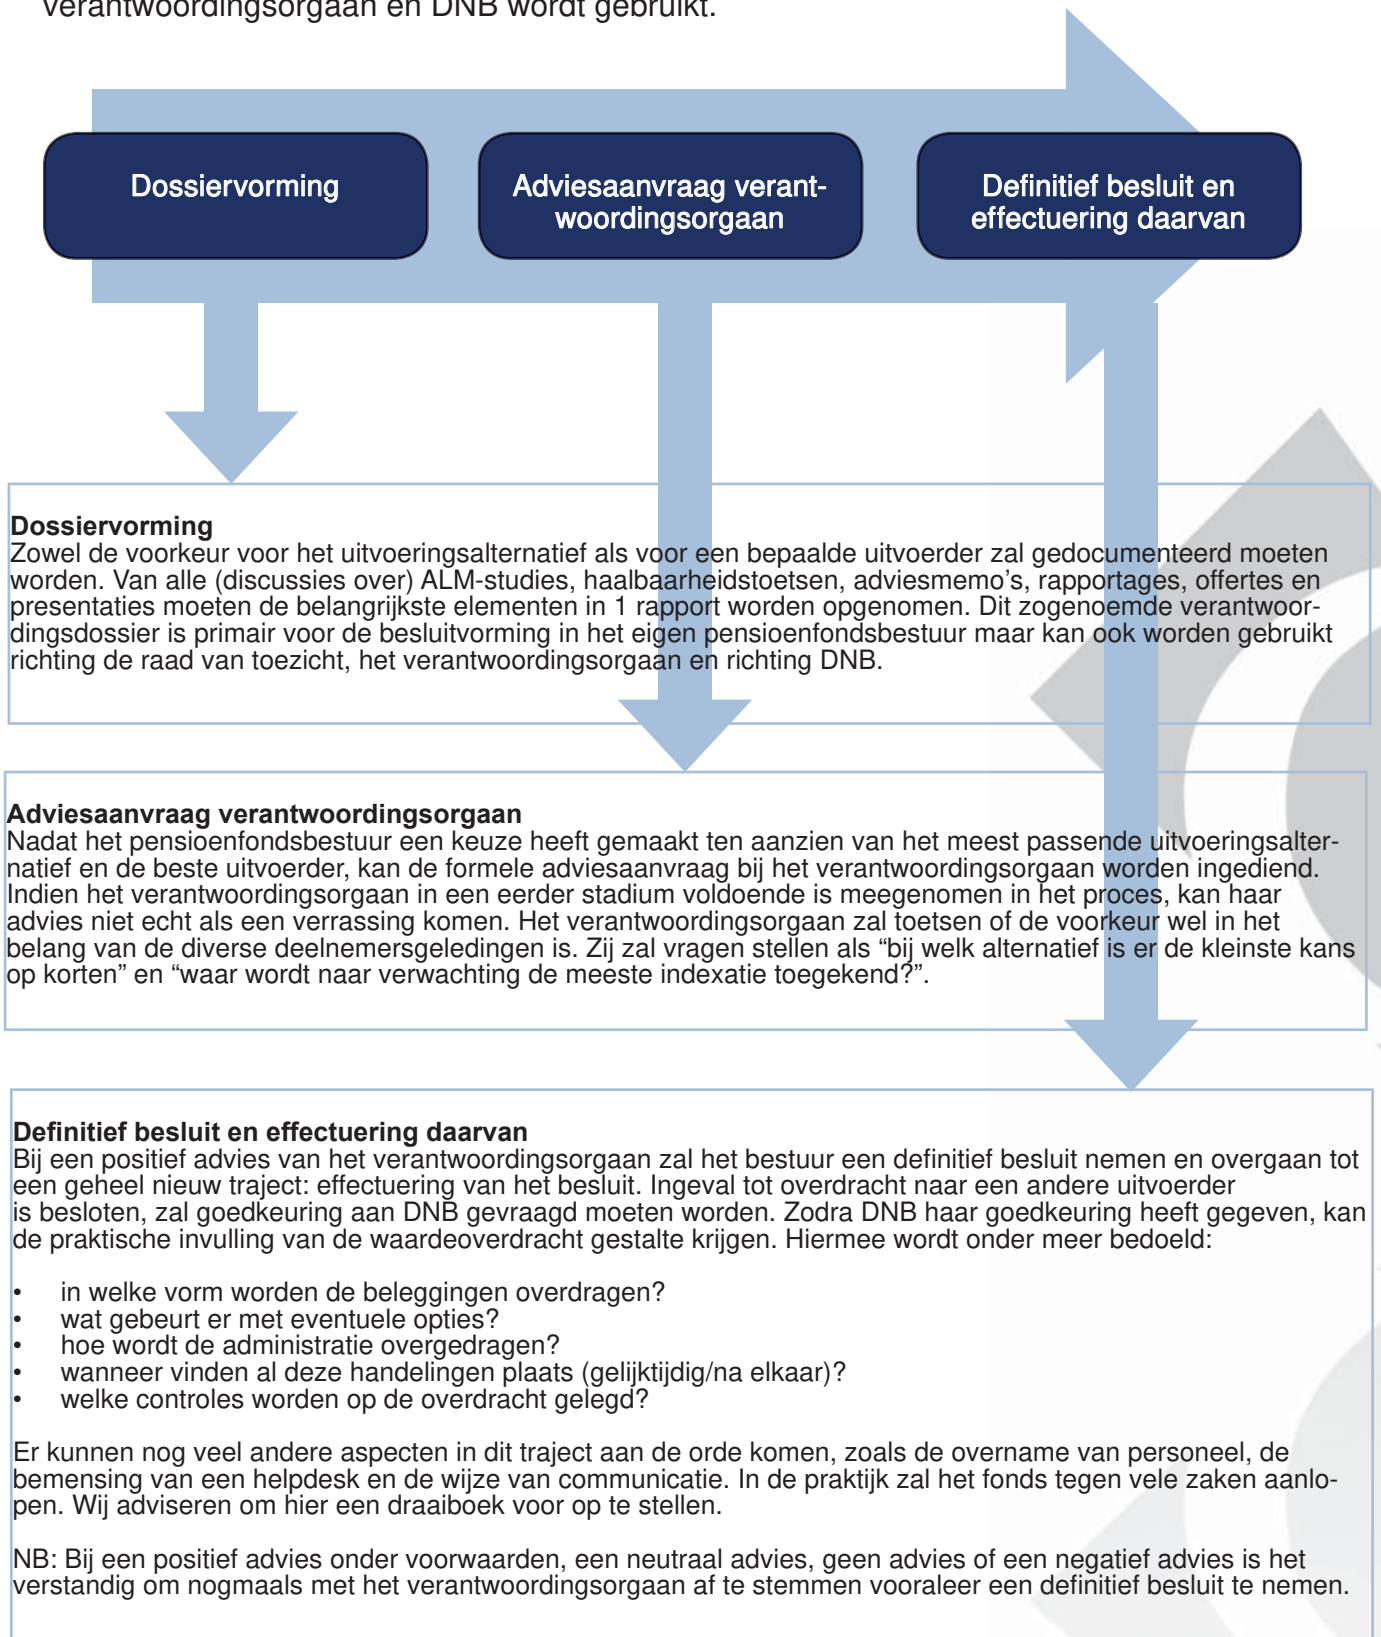 verantwoordingsorgaan en DNB wordt gebruikt.
Dossiervorming
Adviesaanvraag verant-
woordingsorgaan
Definitief besluit en
effectuering daarvan
Dossiervorming
Zowel de voorkeur voor het uitvoeringsalternatief als voor een bepaalde uitvoerder zal gedocumenteerd moeten
worden. Van alle (discussies over) ALM-studies, haalbaarheidstoetsen, adviesmemo’s, rapportages, offertes en
presentaties moeten de belangrijkste elementen in 1 rapport worden opgenomen. Dit zogenoemde verantwoor-
dingsdossier is primair voor de besluitvorming in het eigen pensioenfondsbestuur maar kan ook worden gebruikt
richting de raad van toezicht, het verantwoordingsorgaan en richting DNB.
Adviesaanvraag verantwoordingsorgaan
Nadat het pensioenfondsbestuur een keuze heeft gemaakt ten aanzien van het meest passende uitvoeringsalter-
natief en de beste uitvoerder, kan de formele adviesaanvraag bij het verantwoordingsorgaan worden ingediend.
Indien het verantwoordingsorgaan in een eerder stadium voldoende is meegenomen in het proces, kan haar
advies niet echt als een verrassing komen. Het verantwoordingsorgaan zal toetsen of de voorkeur wel in het
belang van de diverse deelnemersgeledingen is. Zij zal vragen stellen als “bij welk alternatief is er de kleinste kans
op korten” en “waar wordt naar verwachting de meeste indexatie toegekend?”.
Definitief besluit en effectuering daarvan
Bij een positief advies van het verantwoordingsorgaan zal het bestuur een definitief besluit nemen en overgaan tot
een geheel nieuw traject: effectuering van het besluit. Ingeval tot overdracht naar een andere uitvoerder
is besloten, zal goedkeuring aan DNB gevraagd moeten worden. Zodra DNB haar goedkeuring heeft gegeven, kan
de praktische invulling van de waardeoverdracht gestalte krijgen. Hiermee wordt onder meer bedoeld:
• in welke vorm worden de beleggingen overdragen?
• wat gebeurt er met eventuele opties?
• hoe wordt de administratie overgedragen?
• wanneer vinden al deze handelingen plaats (gelijktijdig/na elkaar)?
• welke controles worden op de overdracht gelegd?
Er kunnen nog veel andere aspecten in dit traject aan de orde komen, zoals de overname van personeel, de
bemensing van een helpdesk en de wijze van communicatie. In de praktijk zal het fonds tegen vele zaken aanlo-
pen. Wij adviseren om hier een draaiboek voor op te stellen.
NB: Bij een positief advies onder voorwaarden, een neutraal advies, geen advies of een negatief advies is het
verstandig om nogmaals met het verantwoordingsorgaan af te stemmen vooraleer een definitief besluit te nemen.